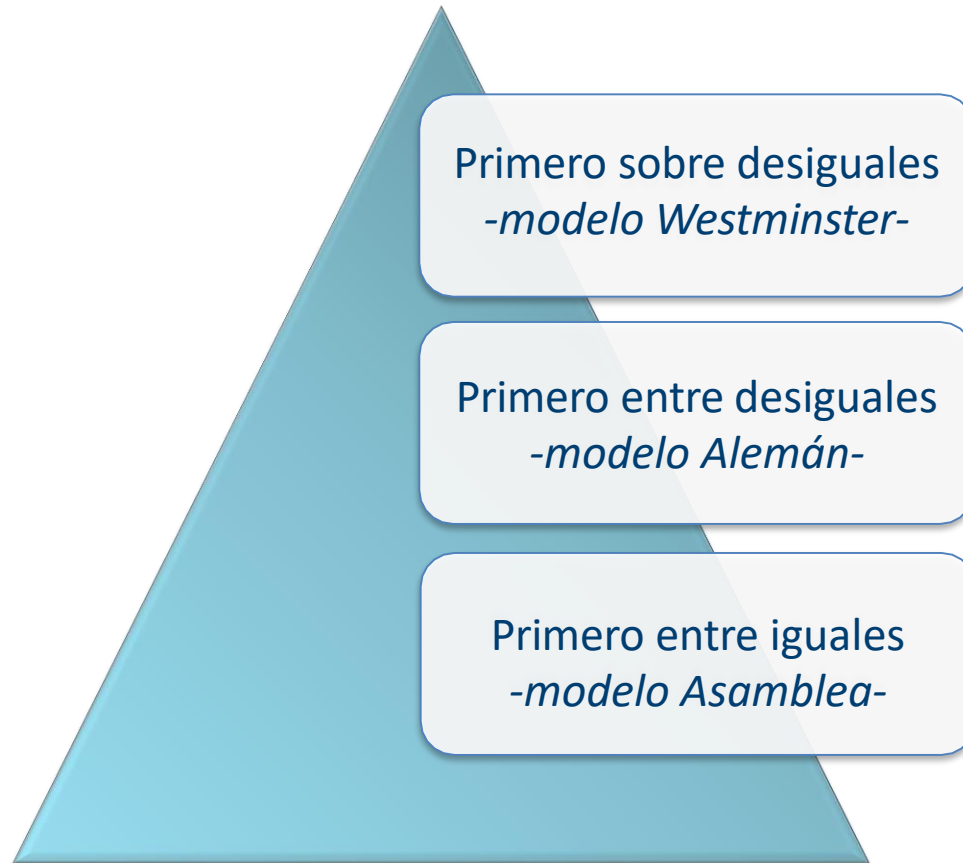 Primero sobre desiguales
-modelo Westminster-
Primero entre desiguales
-modelo Alemán-
Primero entre iguales
-modelo Asamblea-